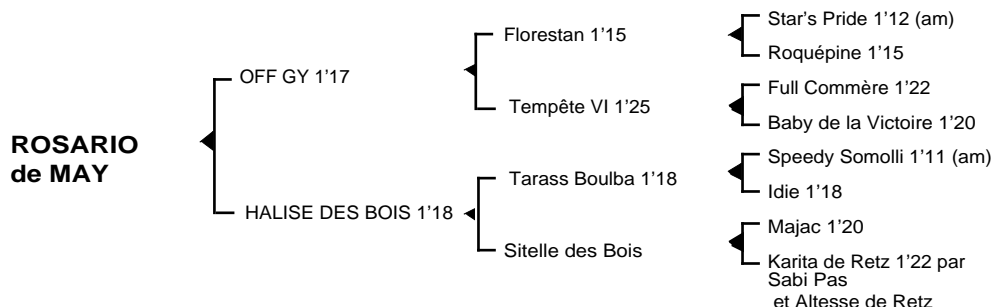 ROSARIO
de MAY
OFF GY 1’17
HALISE DES BOIS 1’18
Florestan 1’15
Tempête VI 1’25
Tarass Boulba 1’18
Sitelle des Bois
Star’s Pride 1’12 (am)
Roquépine 1’15
Full Commère 1’22
Baby de la Victoire 1’20
Speedy Somolli 1’11 (am)
Idie 1’18
Majac 1’20
Karita de Retz 1’22 par
Sabi Pas
et Altesse de Retz